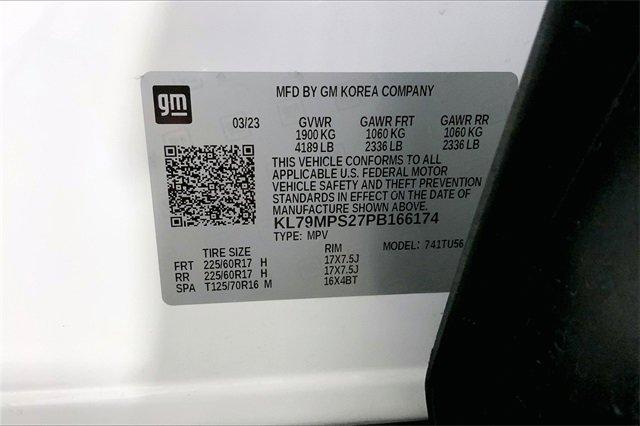 gm
MFD BY GM KOREA COMPANY
03/23 GVWR GAWR FRT GAWR RR
1900 KG 1060 KG 1060 KG
4189 LB 2336 LB 2336 LB
THIS VEHICLE CONFORMS TO ALL
APPLICABLE U.S. FEDERAL MOTOR
VEHICLE SAFETY AND THEFT PREVENTION
STANDARDS IN EFFECT ON THE DATE OF
MANUFACTURE SHOWN ABOVE.
KL79MPS27PB166174
TYPE: MPV MODEL: 741TU56
TIRE SIZE RIM
FRT 225/60R17 H 17X7.5J
RR 225/60R17 H 17X7.5J
SPA T125/70R16 M 16X4BT